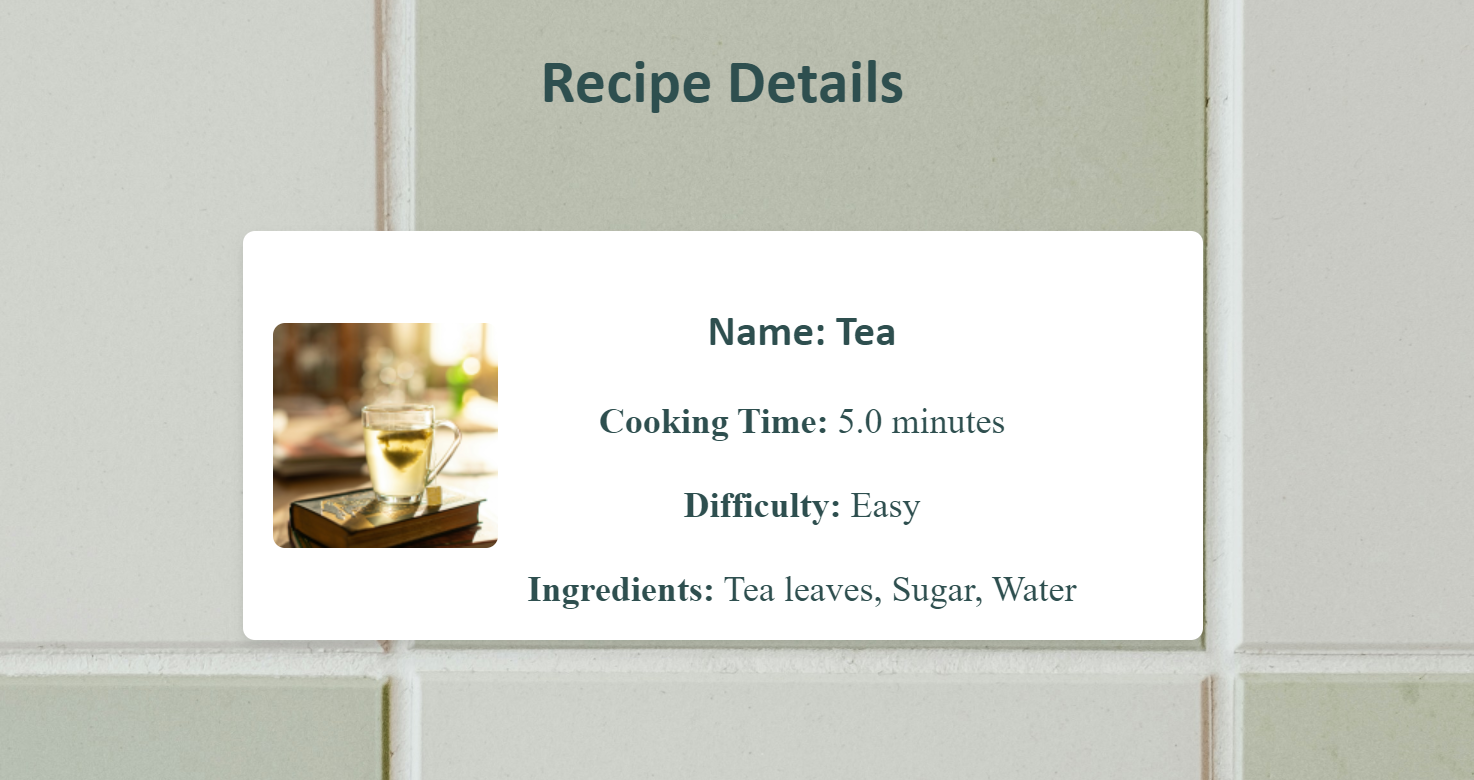 Recipe Details
Name: Tea
Cooking Time: 5.0 minutes
Difficulty: Easy
Ingredients: Tea leaves, Sugar, Water